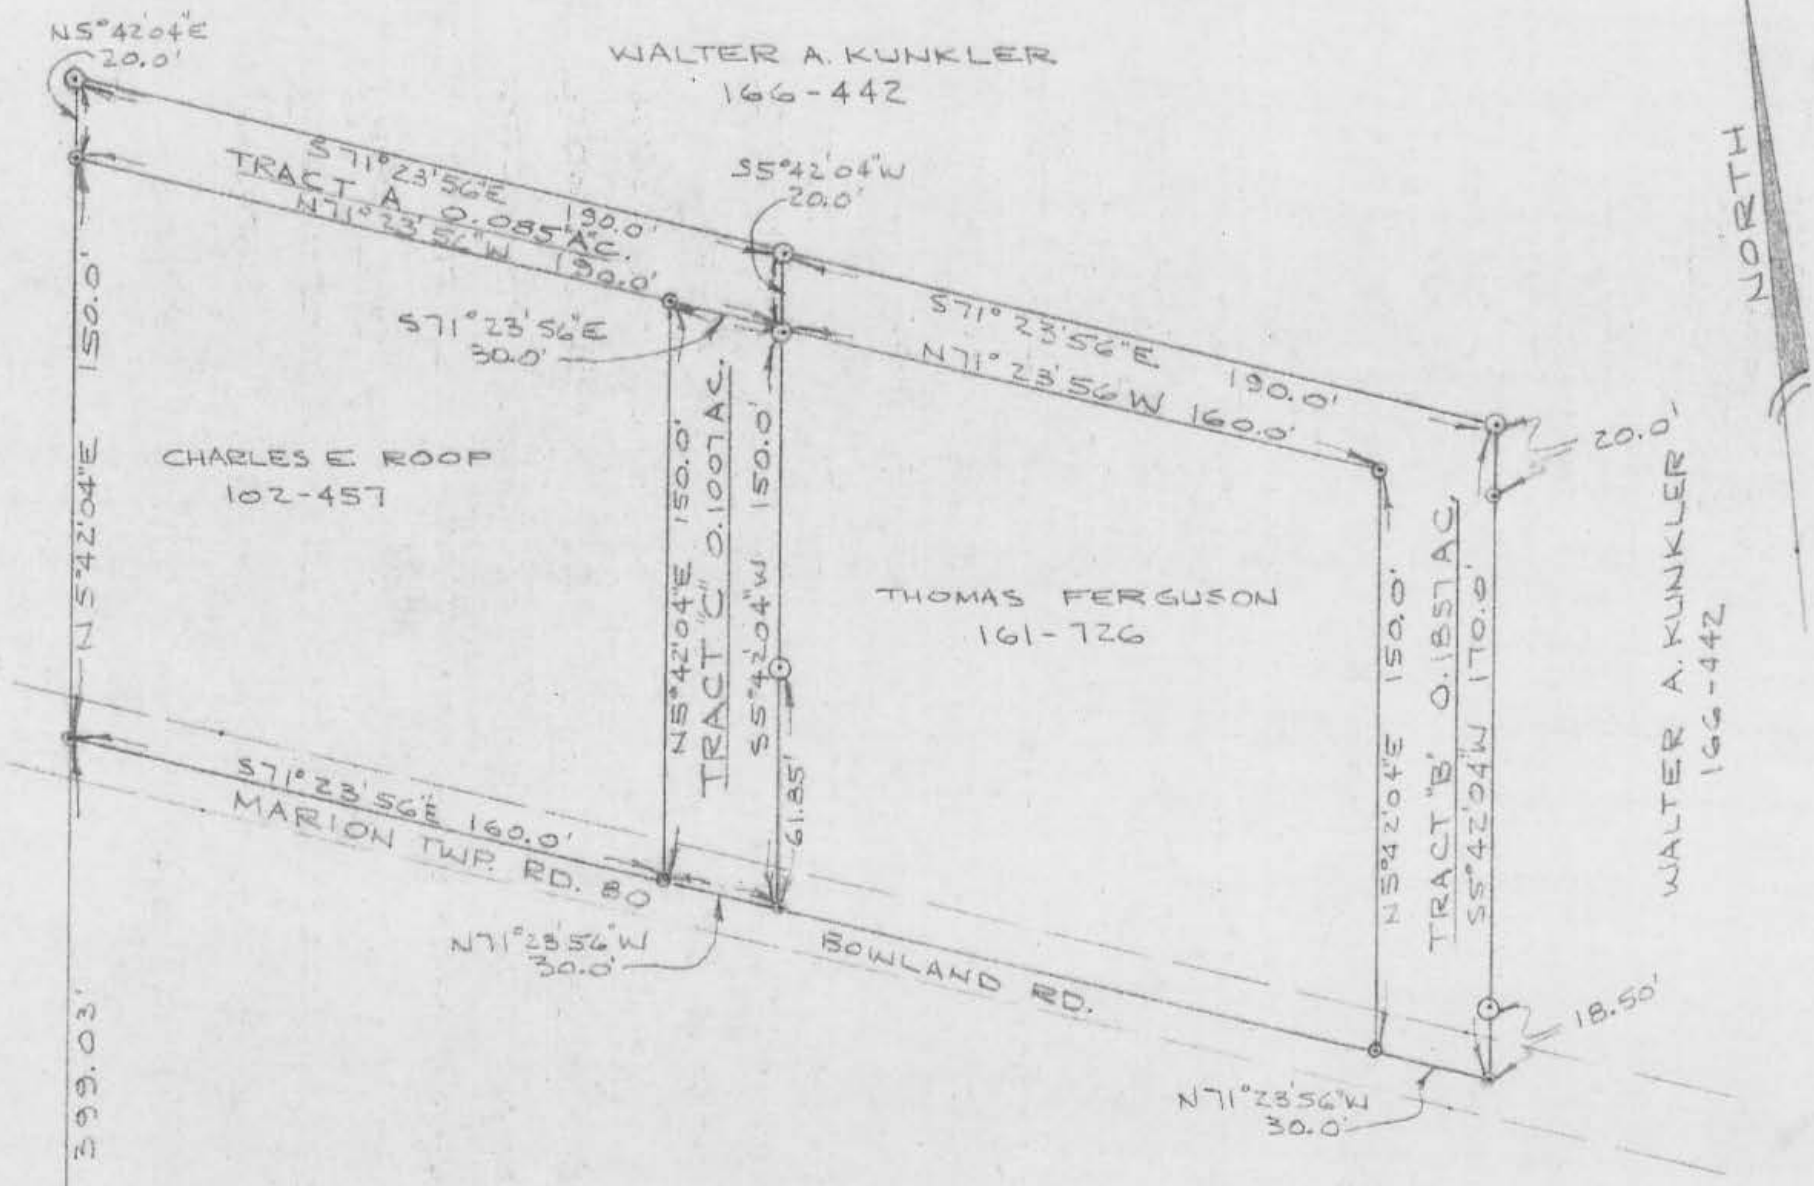 N5°42'04"E
20.0'
WALTER A. KUNKLER
166-442
S71°23'56"E 190.0'
TRACT A 0.085 AC.
N71°23'56"W 190.0'
S5°42'04"W
20.0'
S71°23'56"E
30.0'
S71°23'56"E 190.0'
N71°23'56"W 160.0'
20.0'
NORTH
N5°42'04"E 150.0'
CHARLES E. ROOP
102-457
N5°42'04"E 150.0'
TRACT "C" 0.1007 AC.
S5°42'04"W 150.0'
61.85'
THOMAS FERGUSON
161-726
N5°42'04"E 150.0'
TRACT "B" 0.1857 AC.
S5°42'04"W 170.0'
WALTER A. KUNKLER
166-442
S71°23'56"E 160.0'
MARION TWP. RD. 80
N71°23'56"W
30.0'
BOWLAND RD.
18.50'
N71°23'56"W
30.0'
399.03'